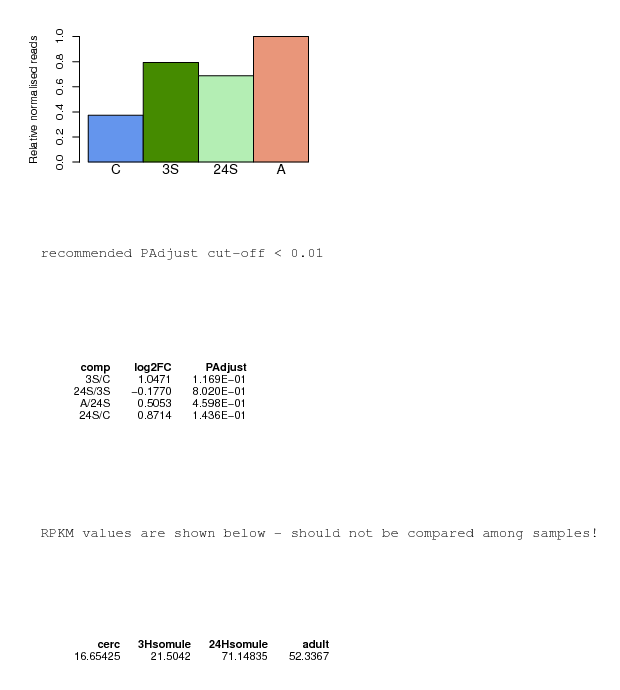 Relative normalised reads
1.0
0.8
0.6
0.4
0.2
0.0
C 3S 24S A
recommended PAdjust cut-off < 0.01
comp log2FC PAdjust
3S/C 1.0471 1.169E−01
24S/3S −0.1770 8.020E−01
A/24S 0.5053 4.598E−01
24S/C 0.8714 1.436E−01
RPKM values are shown below - should not be compared among samples!
cerc 3Hsomule 24Hsomule adult
16.65425 21.5042 71.14835 52.3367